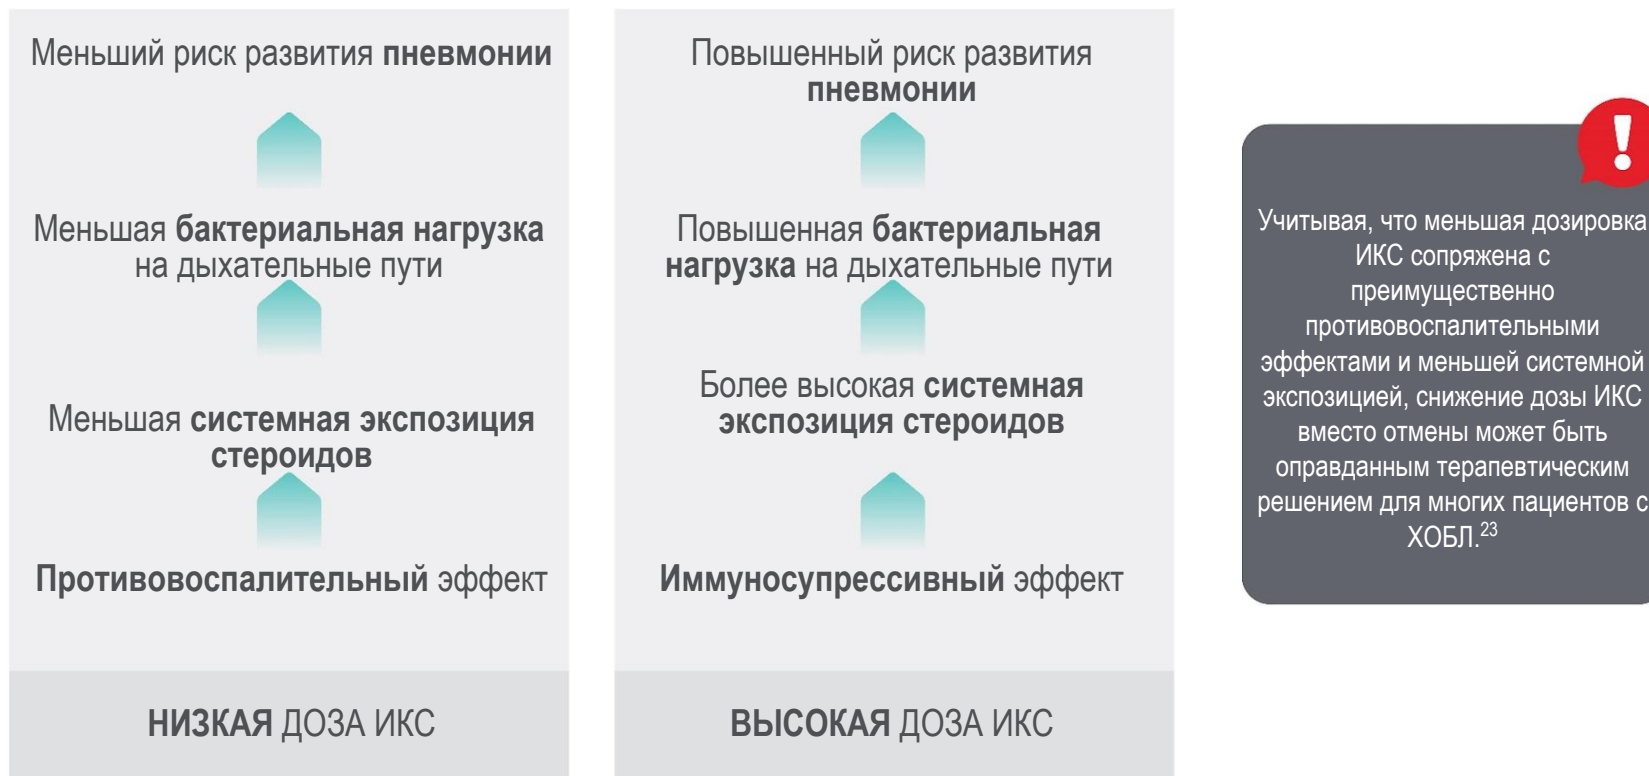 Меньший риск развития пневмонии
Меньшая бактериальная нагрузка
на дыхательные пути
Меньшая системная экспозиция
стероидов
Противовоспалительный эффект
НИЗКАЯ ДОЗА ИКС
Повышенный риск развития
пневмонии
Повышенная бактериальная
нагрузка на дыхательные пути
Более высокая системная
экспозиция стероидов
Иммуносупрессивный эффект
ВЫСОКАЯ ДОЗА ИКС
!
Учитывая, что меньшая дозировка
ИКС сопряжена с
преимущественно
противовоспалительными
эффектами и меньшей системной
экспозицией, снижение дозы ИКС
вместо отмены может быть
оправданным терапевтическим
решением для многих пациентов с
ХОБЛ.23